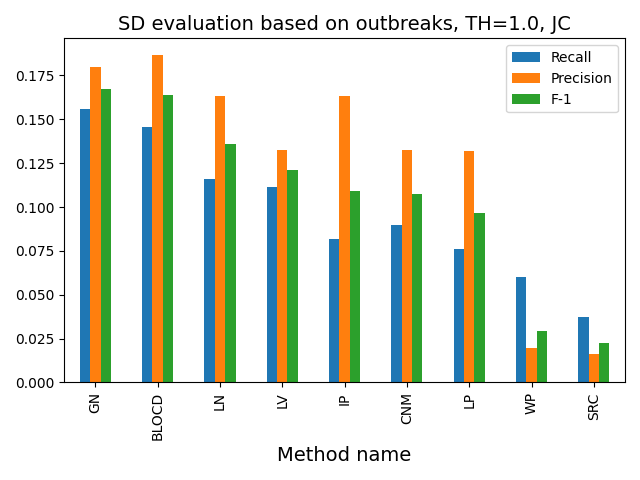 SD evaluation based on outbreaks, TH=1.0, JC
Recall
Precision
F-1
0.175
0.150
0.125
0.100
0.075
0.050
0.025
0.000
GN
BLOCD
LN
LV
IP
CNM
LP
WP
SRC
Method name